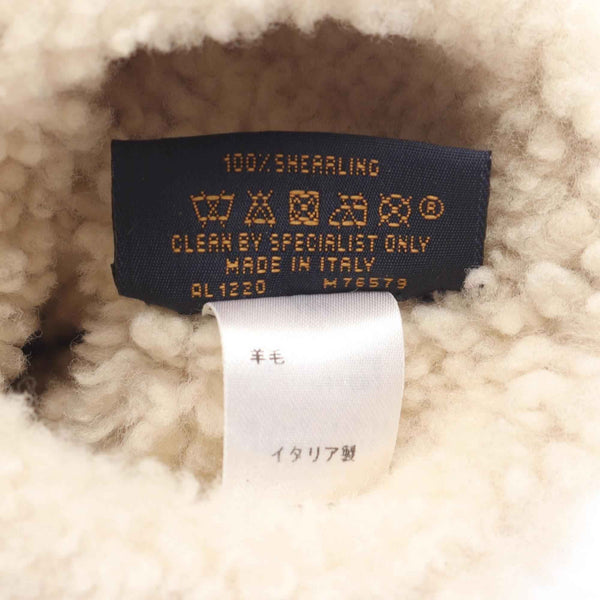 100% SHEARLING
CLEAN BY SPECIALIST ONLY
MADE IN ITALY
AL1220 M76579
羊毛
イタリア製